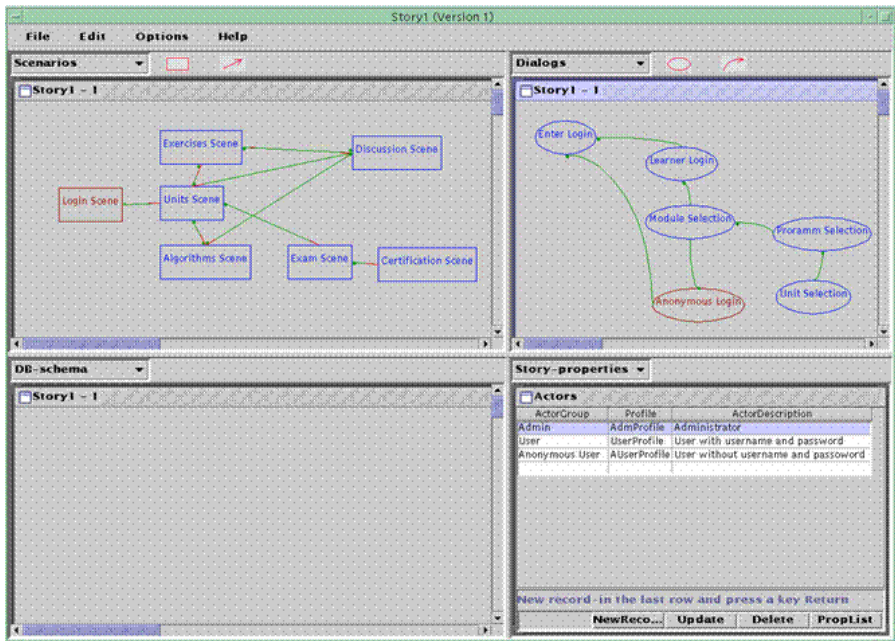 Story1 (Version 1)
File Edit Options Help
Scenarios
Story1 - 1
Exercises Scene
Discussion Scene
Login Scene
Units Scene
Algorithms Scene
Exam Scene
Certification Scene
Dialogs
Story1 - 1
Enter Login
Learner Login
Module Selection
Proramm Selection
Unit Selection
Anonymous Login
DB-schema
Story1 - 1
Story-properties
Actors
ActorGroup Profile ActorDescription
Admin AdmProfile Administrator
User UserProfile User with username and password
Anonymous User AUserProfile User without username and passoword
New record-in the last row and press a key Return
NewReco... Update Delete PropList